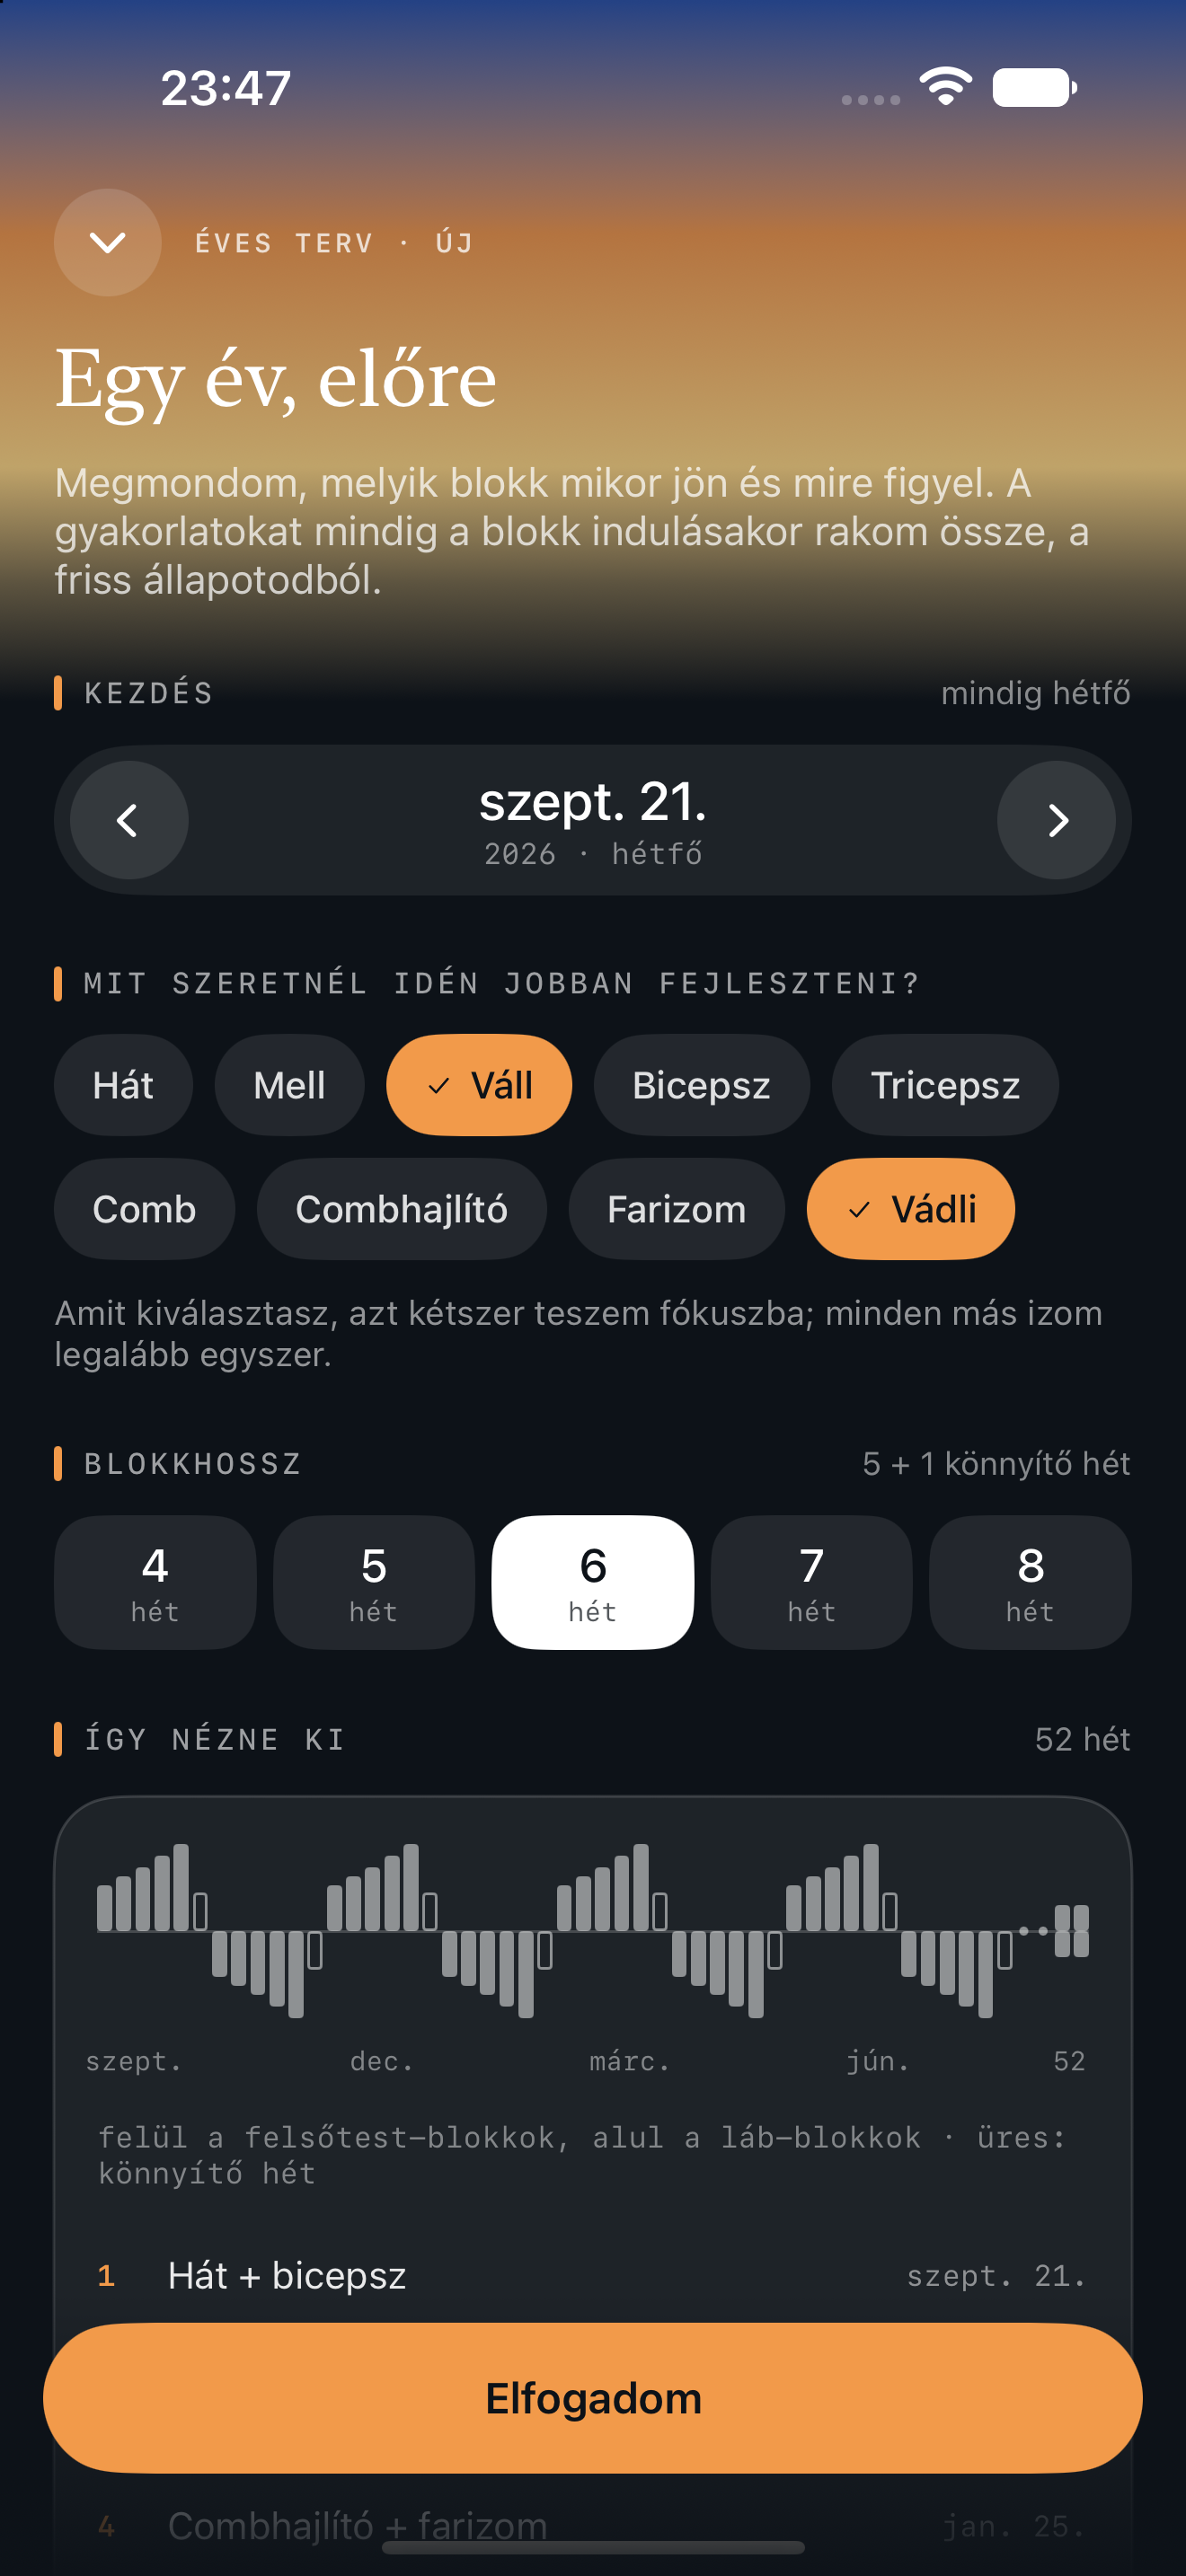 23:47
ÉVES TERV · ÚJ
Egy év, előre
Megmondom, melyik blokk mikor jön és mire figyel. A
gyakorlatokat mindig a blokk indulásakor rakom össze, a
friss állapotodból.
KEZDÉS
mindig hétfő
szept. 21.
2026 · hétfő
MIT SZERETNÉL IDÉN JOBBAN FEJLESZTENI?
Hát
Mell
Váll
Bicepsz
Tricepsz
Comb
Combhajlító
Farizom
Vádli
Amit kiválasztasz, azt kétszer teszem fókuszba; minden más izom
legalább egyszer.
BLOKKHOSSZ
5 + 1 könnyítő hét
4
hét
5
hét
6
hét
7
hét
8
hét
ÍGY NÉZNE KI
52 hét
szept.
dec.
márc.
jún.
52
felül a felsőtest-blokkok, alul a láb-blokkok · üres:
könnyítő hét
1 Hát + bicepsz szept. 21.
Elfogadom
4 Combhajlító + farizom jan. 25.